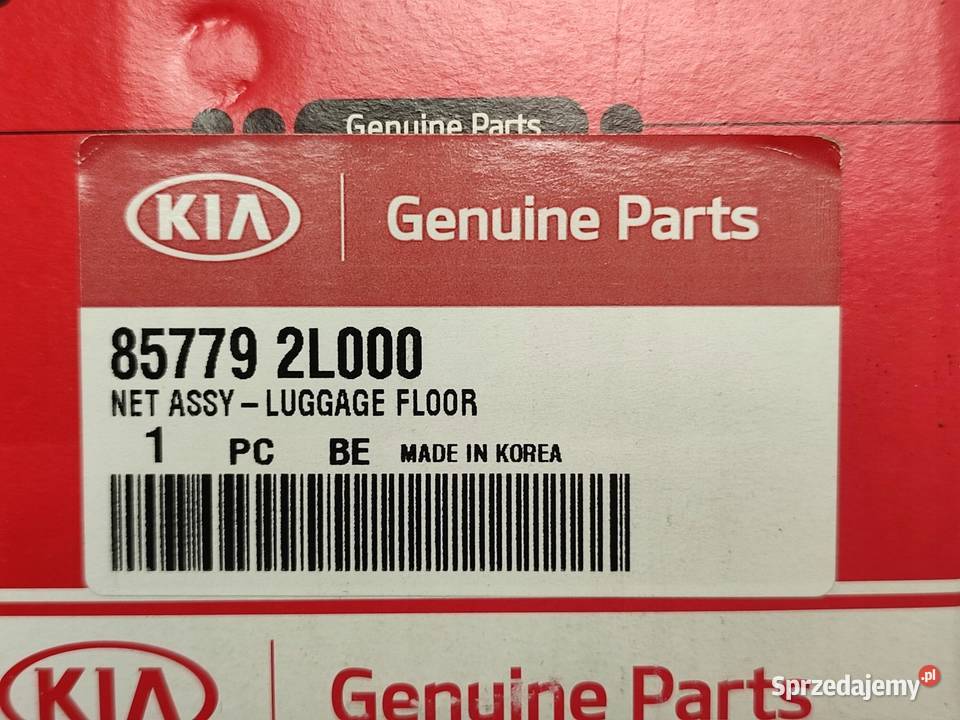 Genuine Parts
KIA Genuine Parts
85779 2L000
NET ASSY-LUGGAGE FLOOR
1 PC BE MADE IN KOREA
KIA Genuine Parts
Sprzedajemy.pl